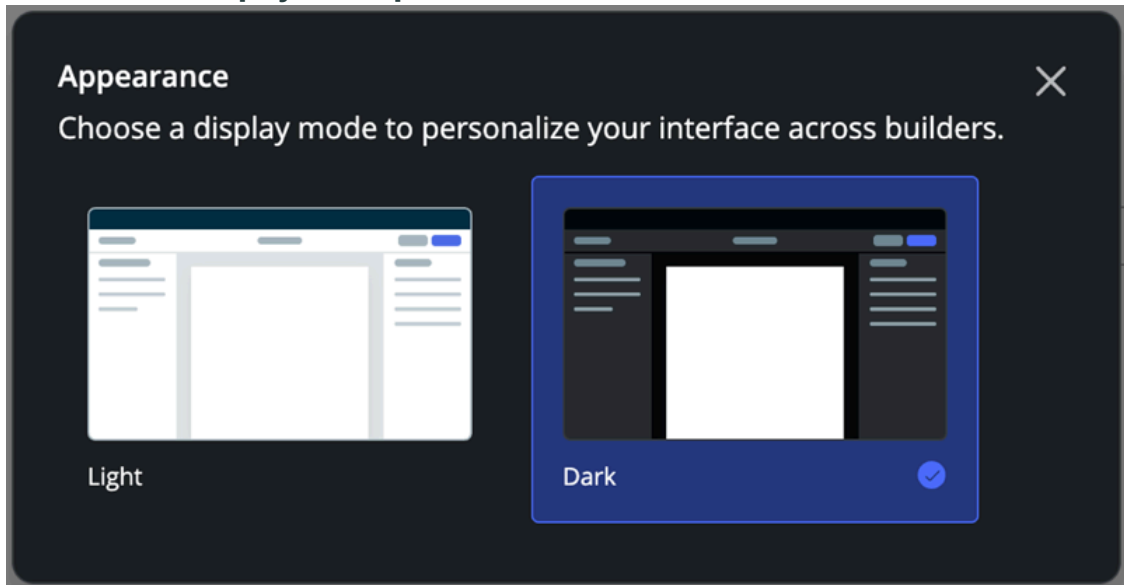 Appearance
Choose a display mode to personalize your interface across builders.
Light
Dark